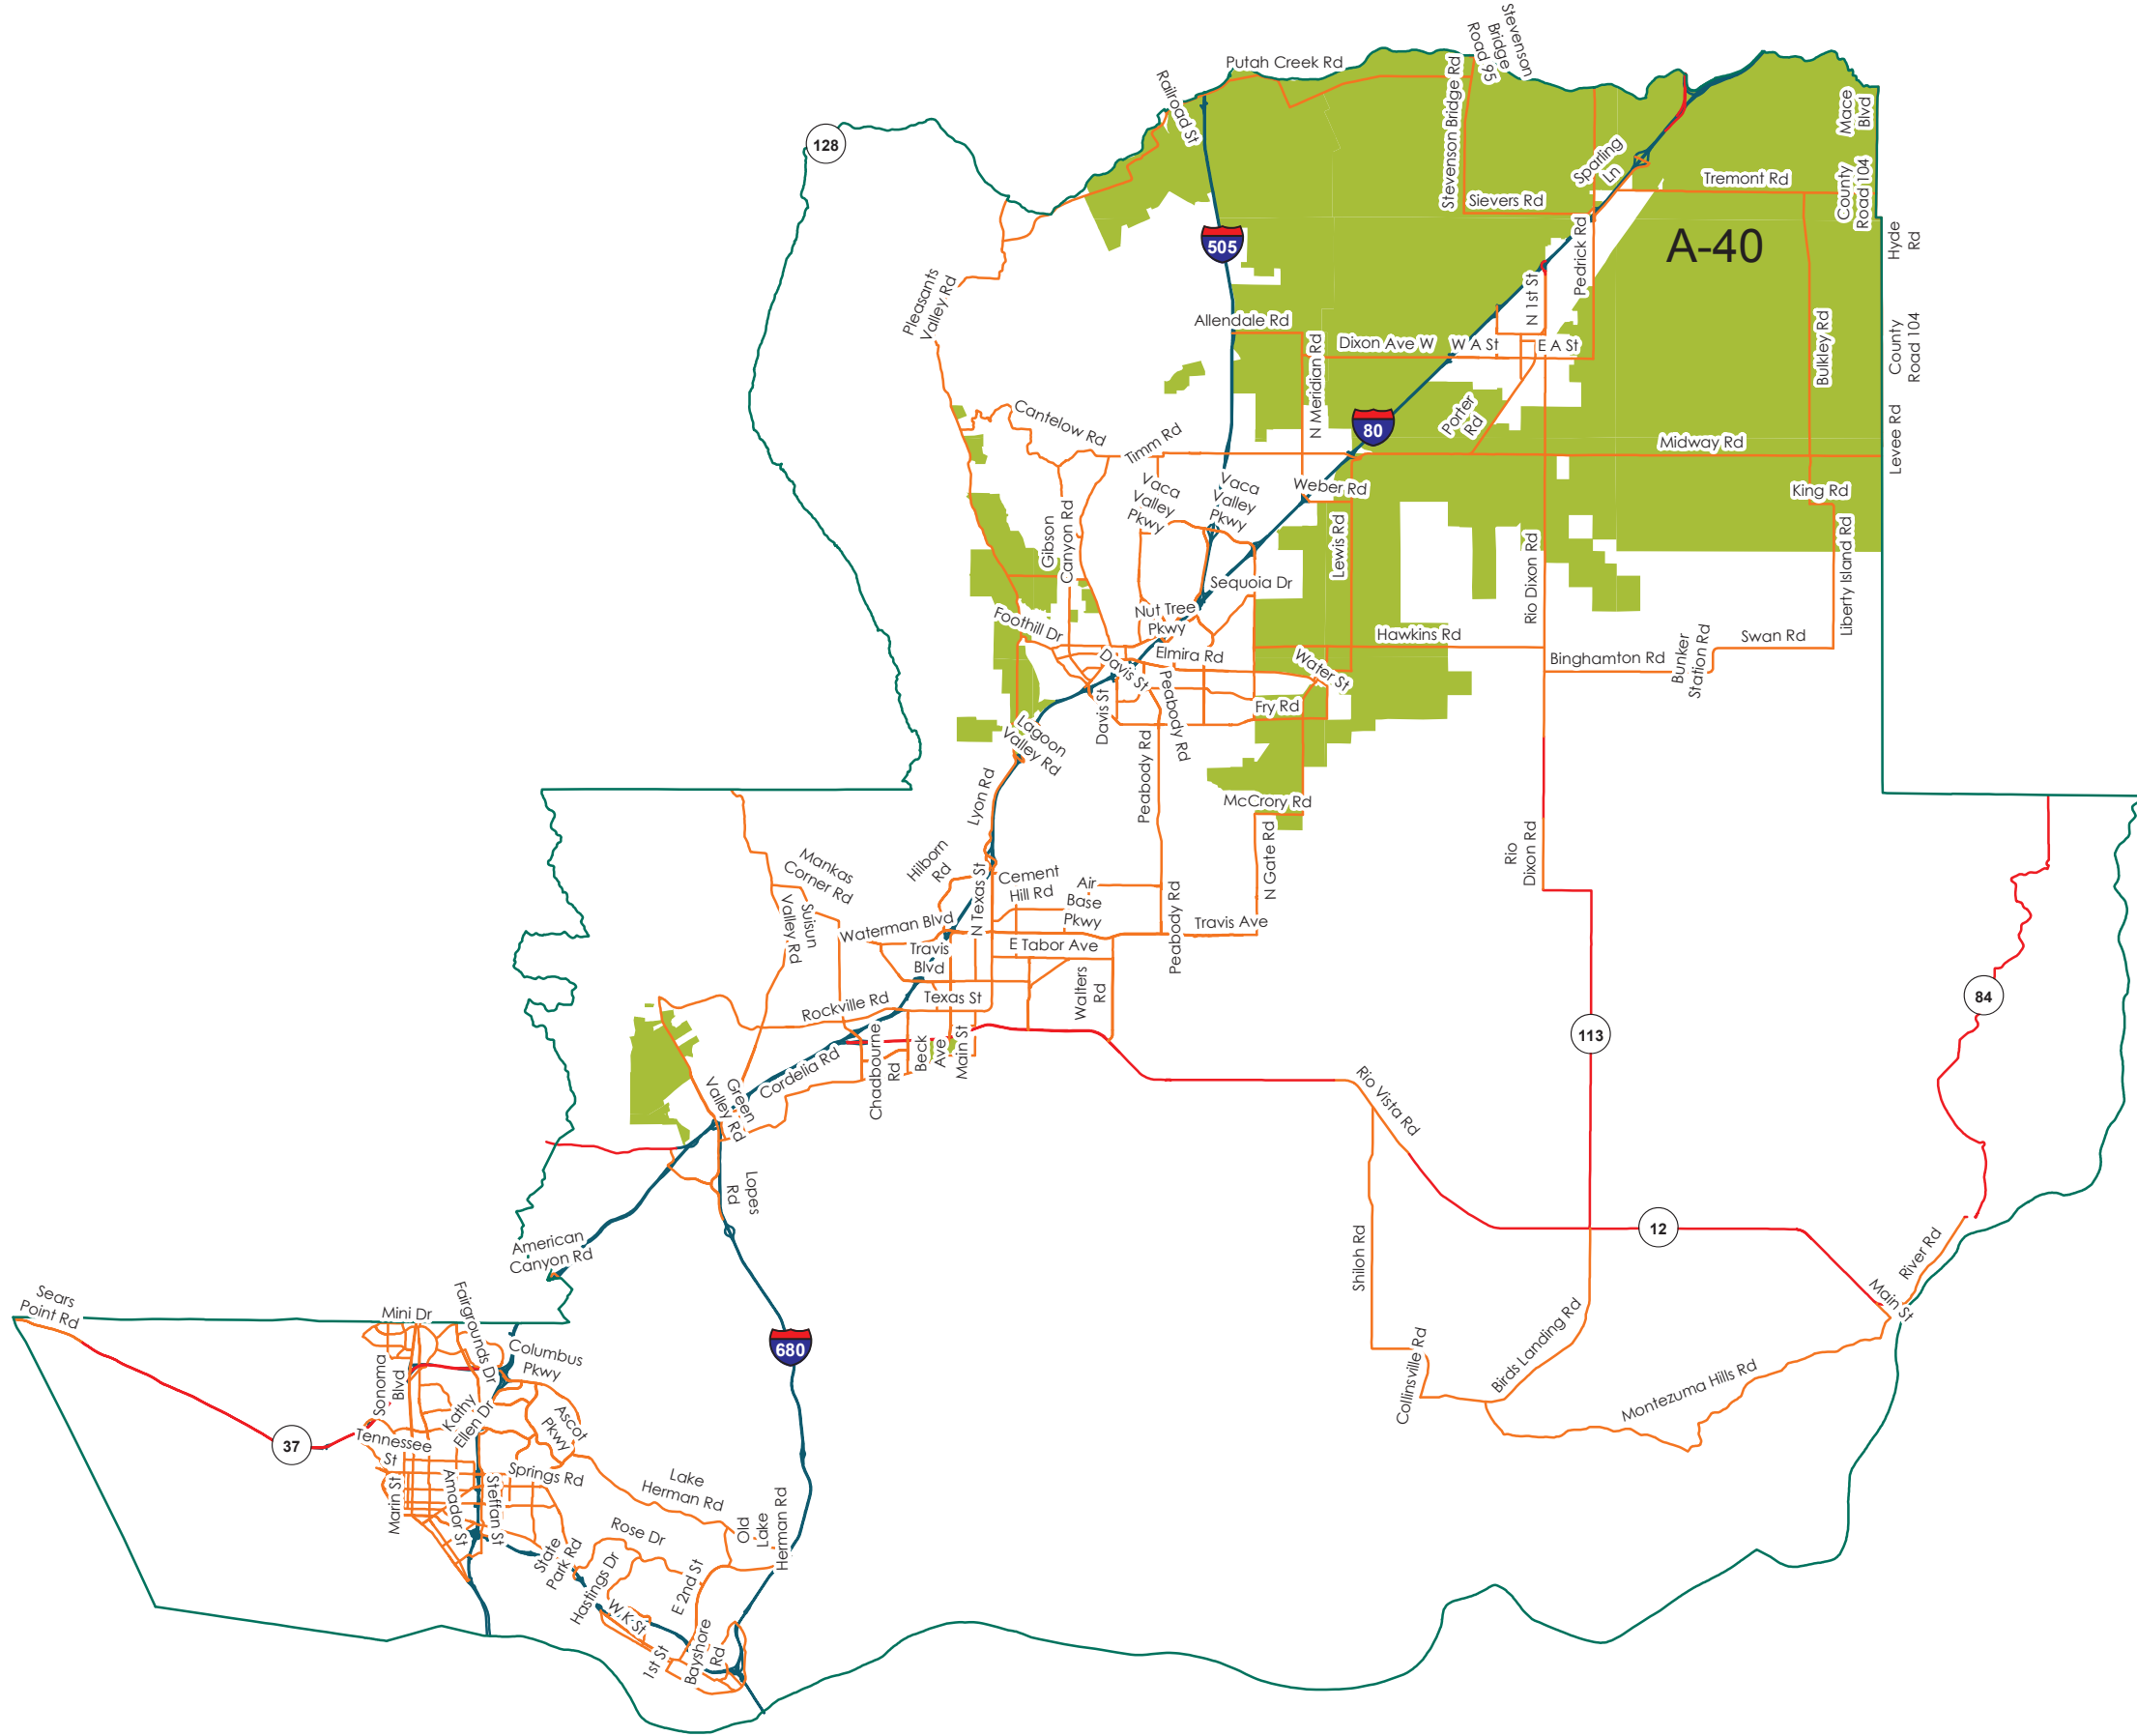 Stevenson
Bridge
Road 95
Putah Creek Rd
Railroad St
Stevenson Bridge Rd
Mace
Blvd
128
Sparling
Ln
Tremont Rd
County
Road 104
Sievers Rd
505
Pedrick Rd
A-40
Hyde
Rd
Pleasants
Valley Rd
N 1st St
Allendale Rd
N Meridian Rd
Dixon Ave W
W A St
E A St
Bulkley Rd
County
Road 104
Cantelow Rd
Timm Rd
80
Porter
Rd
Midway Rd
Levee Rd
Vaca
Valley
Pkwy
Vaca
Valley
Pkwy
Weber Rd
King Rd
Gibson
Canyon Rd
Lewis Rd
Rio Dixon Rd
Liberty Island Rd
Sequoia Dr
Nut Tree
Pkwy
Foothill Dr
Hawkins Rd
Swan Rd
Davis St
Elmira Rd
Water St
Binghamton Rd
Bunker
Station Rd
Davis St
Peabody Rd
Fry Rd
Lagoon
Valley Rd
Peabody Rd
Lyon Rd
McCrory Rd
N Gate Rd
Rio
Dixon Rd
Mankas
Corner Rd
Hilborn
Rd
N Texas St
Cement
Hill Rd
Air
Base
Pkwy
Suisun
Valley Rd
Waterman Blvd
Peabody Rd
Travis Ave
Travis
Blvd
E Tabor Ave
Walters
Rd
Rockville Rd
Texas St
84
113
Cordelia Rd
Chadbourne
Rd
Beck
Ave
Main St
Green
Valley Rd
Rio Vista Rd
Lopes
Rd
American
Canyon Rd
Shiloh Rd
12
River Rd
Main St
Sears
Point Rd
Mini Dr
Fairgrounds Dr
Columbus
Pkwy
680
Collinsville Rd
Birds Landing Rd
Montezuma Hills Rd
Sonoma
Blvd
Kathy
Ellen Dr
Ascot
Pkwy
37
Tennessee
St
Springs Rd
Lake
Herman Rd
Marin St
Amador St
Steffan St
Old
Lake
Herman Rd
Rose Dr
State
Park Rd
Hastings Dr
E 2nd St
W K St
1st St
Bayshore
Rd